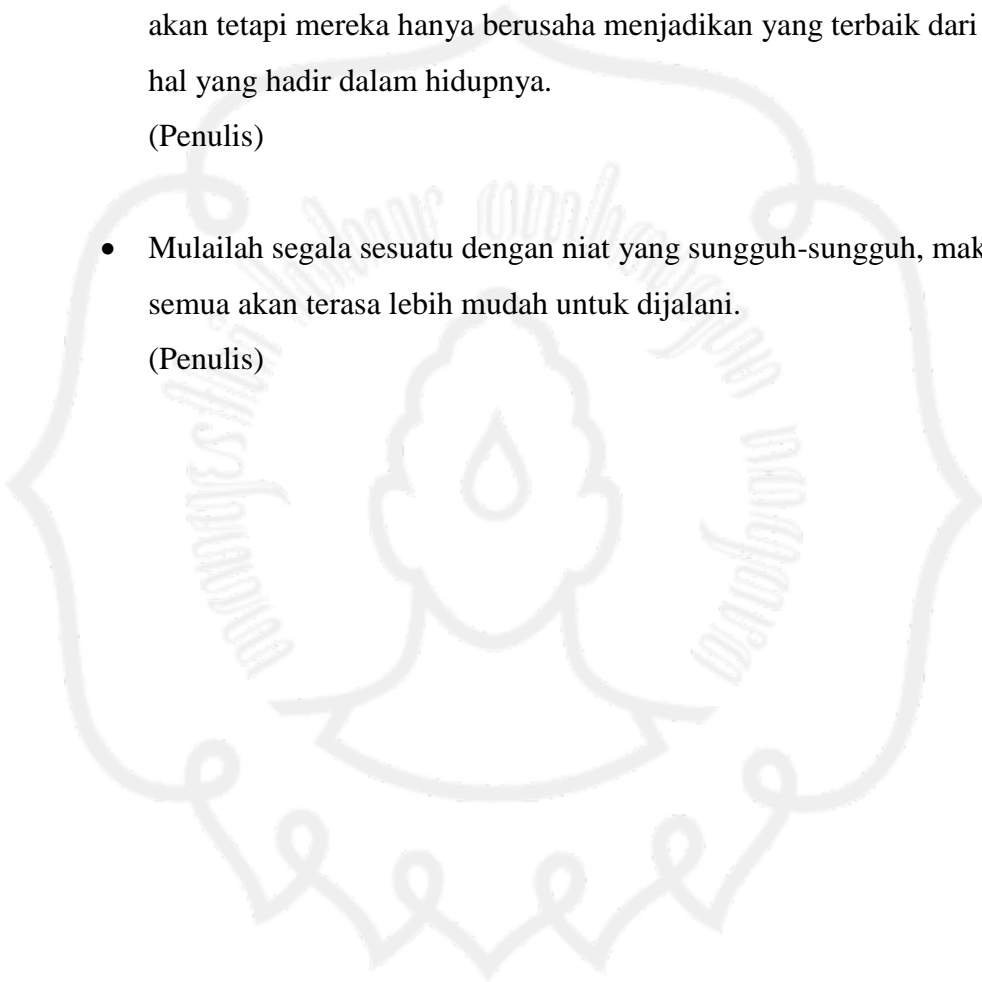 akan tetapi mereka hanya berusaha menjadikan yang terbaik dari
hal yang hadir dalam hidupnya.
(Penulis)
• Mulailah segala sesuatu dengan niat yang sungguh-sungguh,
semua akan terasa lebih mudah untuk dijalani.
(Penulis)